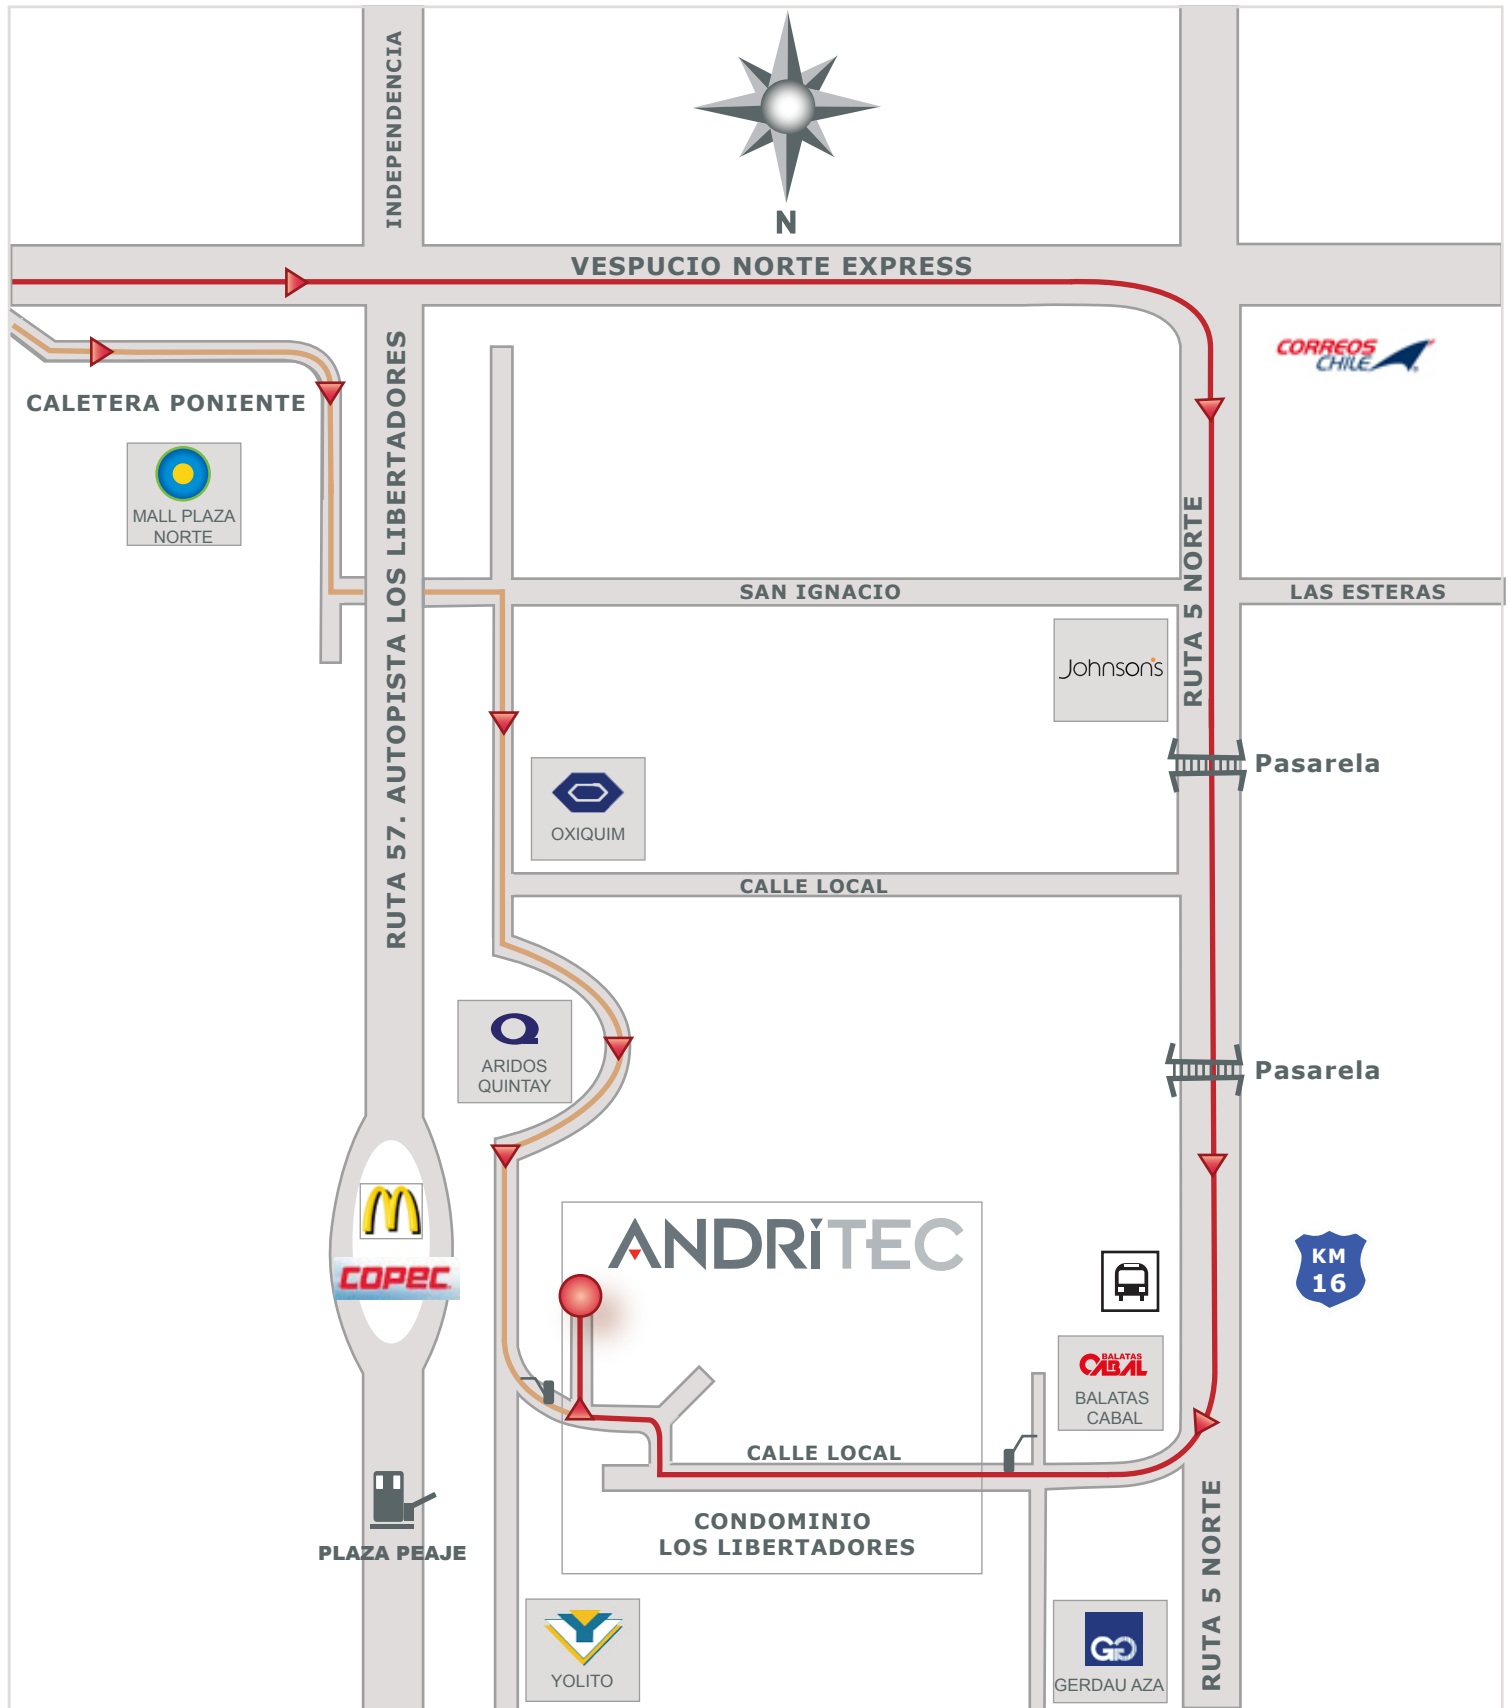 INDEPENDENCIA
N
VESPUCIO NORTE EXPRESS
CORREOS
CHILE
CALETERA PONIENTE
RUTA 57. AUTOPISTA LOS LIBERTADORES
MALL PLAZA
NORTE
RUTA 5 NORTE
SAN IGNACIO
LAS ESTERAS
Johnson's
Pasarela
OXIQUIM
CALLE LOCAL
ARIDOS
QUINTAY
Pasarela
ANDRITEC
KM
16
COPEC
BALATAS
CABAL
BALATAS
CABAL
CALLE LOCAL
CONDOMINIO
LOS LIBERTADORES
PLAZA PEAJE
RUTA 5 NORTE
YOLITO
GERDAU AZA